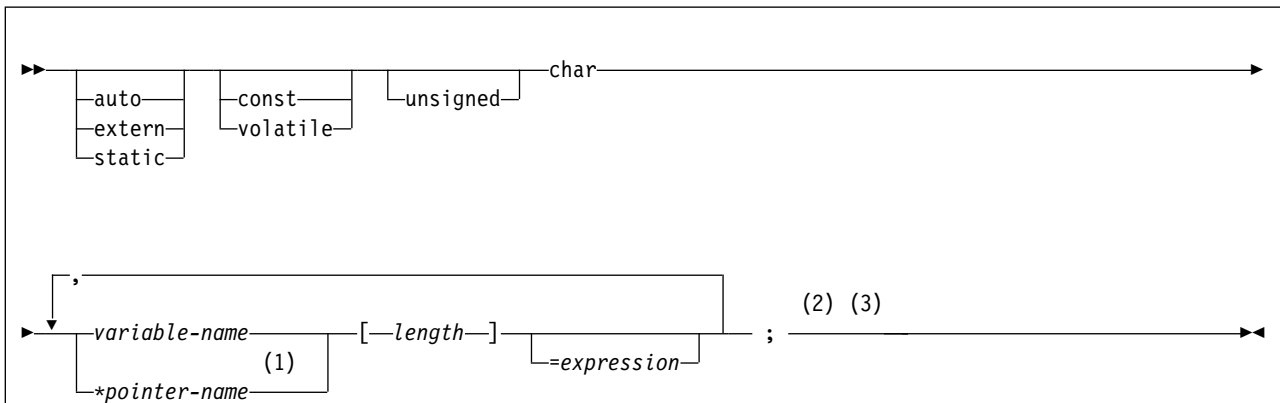 char
auto const unsigned
extern volatile
static
,
(2) (3)
variable-name [ length ] ;
(1) =expression
*pointer-name